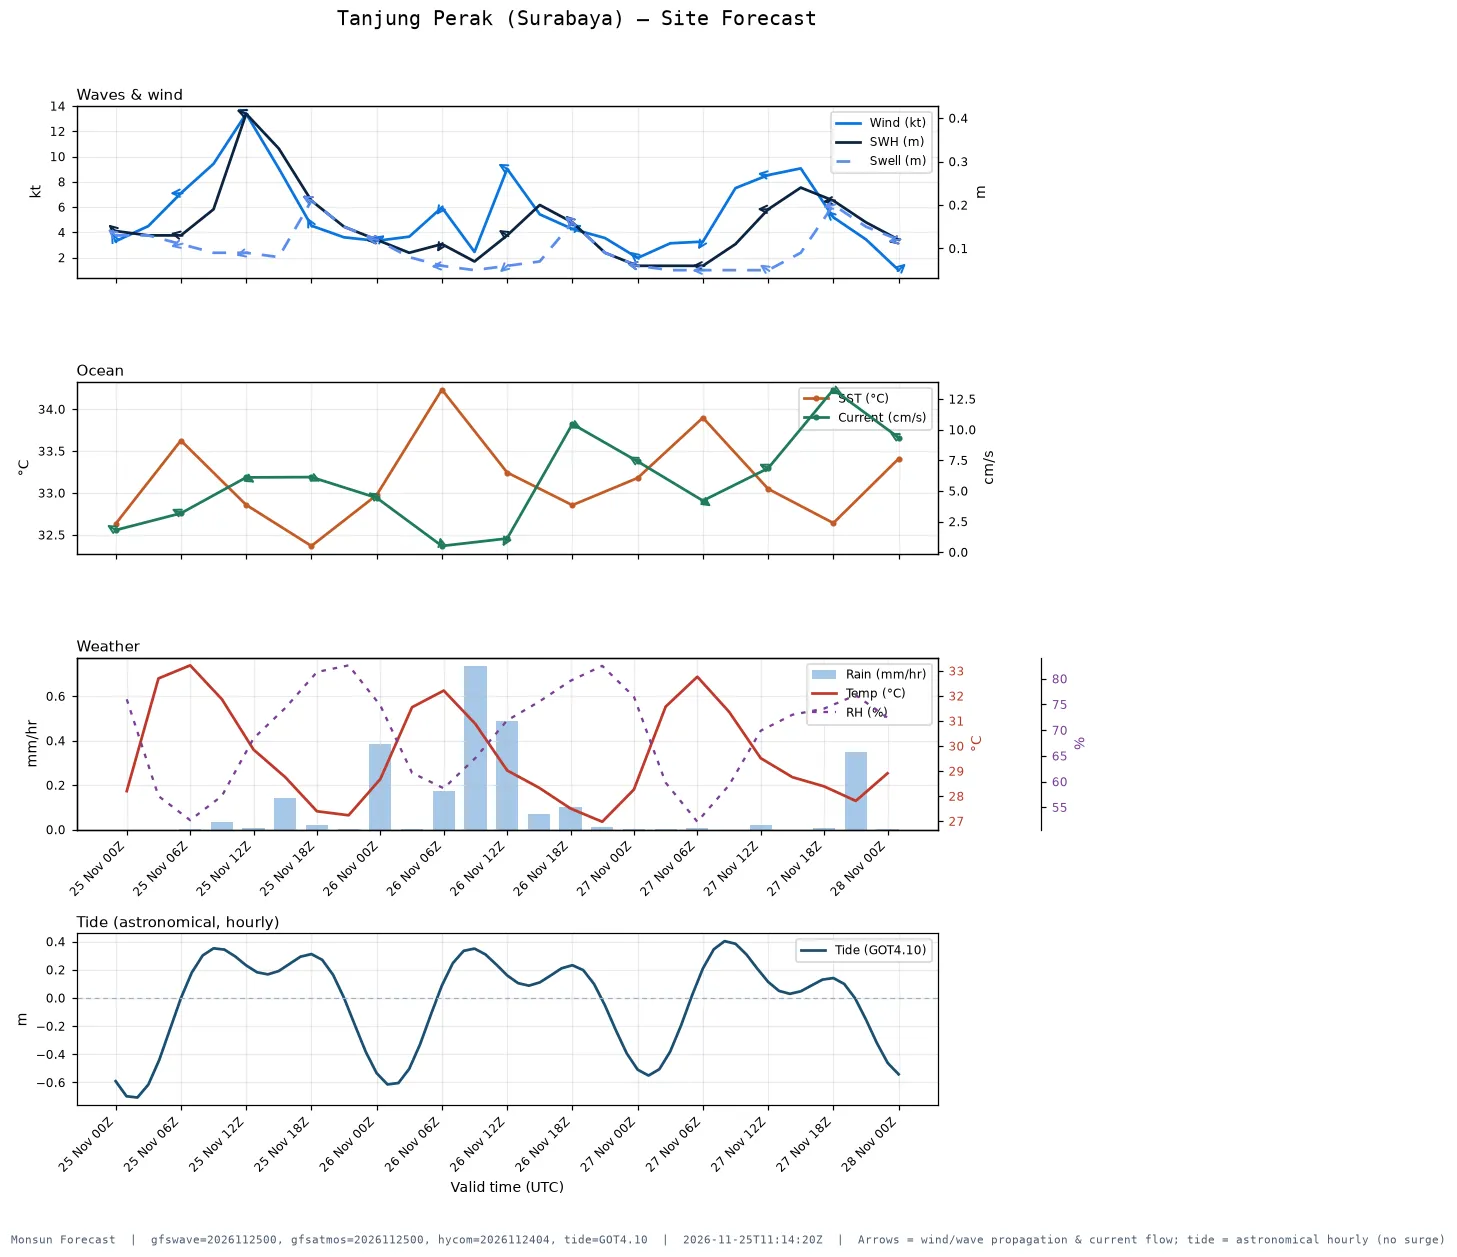 Tanjung Perak (Surabaya) — Site Forecast
Waves & wind
14
12
10
8
6
4
2
kt
Wind (kt)
SWH (m)
Swell (m)
0.4
0.3
0.2
0.1
m
Ocean
34.0
33.5
33.0
32.5
°C
SST (°C)
Current (cm/s)
12.5
10.0
7.5
5.0
2.5
0.0
cm/s
Weather
0.6
0.4
0.2
0.0
mm/hr
Rain (mm/hr)
Temp (°C)
RH (%)
33
32
31
30
29
28
27
°C
80
75
70
65
60
55
%
25 Nov 00Z
25 Nov 06Z
25 Nov 12Z
25 Nov 18Z
26 Nov 00Z
26 Nov 06Z
26 Nov 12Z
26 Nov 18Z
27 Nov 00Z
27 Nov 06Z
27 Nov 12Z
27 Nov 18Z
28 Nov 00Z
Tide (astronomical, hourly)
0.4
0.2
0.0
−0.2
−0.4
−0.6
m
Tide (GOT4.10)
25 Nov 00Z
25 Nov 06Z
25 Nov 12Z
25 Nov 18Z
26 Nov 00Z
26 Nov 06Z
26 Nov 12Z
26 Nov 18Z
27 Nov 00Z
27 Nov 06Z
27 Nov 12Z
27 Nov 18Z
28 Nov 00Z
Valid time (UTC)
Monsun Forecast | gfswave=2026112500, gfsatmos=2026112500, hycom=2026112404, tide=GOT4.10 | 2026-11-25T11:14:20Z | Arrows = wind/wave propagation & current flow; tide = astronomical hourly (no surge)